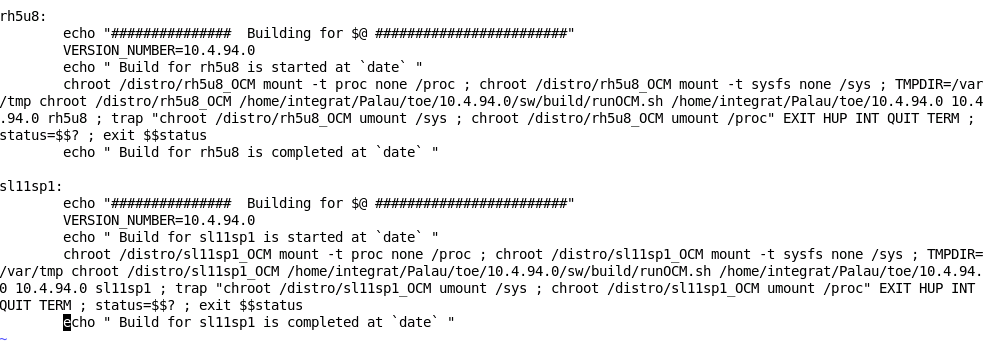 rh5u8:
        echo "###############  Building for $@ ########################"
        VERSION_NUMBER=10.4.94.0
        echo " Build for rh5u8 is started at `date` "
        chroot /distro/rh5u8_OCM mount -t proc none /proc ; chroot /distro/rh5u8_OCM mount -t sysfs none /sys ; TMPDIR=/var
/tmp chroot /distro/rh5u8_OCM /home/integrat/Palau/toe/10.4.94.0/sw/build/runOCM.sh /home/integrat/Palau/toe/10.4.94.0 10.4
.94.0 rh5u8 ; trap "chroot /distro/rh5u8_OCM umount /sys ; chroot /distro/rh5u8_OCM umount /proc" EXIT HUP INT QUIT TERM ;
status=$$? ; exit $$status
        echo " Build for rh5u8 is completed at `date` "

sl11sp1:
        echo "###############  Building for $@ ########################"
        VERSION_NUMBER=10.4.94.0
        echo " Build for sl11sp1 is started at `date` "
        chroot /distro/sl11sp1_OCM mount -t proc none /proc ; chroot /distro/sl11sp1_OCM mount -t sysfs none /sys ; TMPDIR=
/var/tmp chroot /distro/sl11sp1_OCM /home/integrat/Palau/toe/10.4.94.0/sw/build/runOCM.sh /home/integrat/Palau/toe/10.4.94.
0 10.4.94.0 sl11sp1 ; trap "chroot /distro/sl11sp1_OCM umount /sys ; chroot /distro/sl11sp1_OCM umount /proc" EXIT HUP INT
QUIT TERM ; status=$$? ; exit $$status
        echo " Build for sl11sp1 is completed at `date` "
~